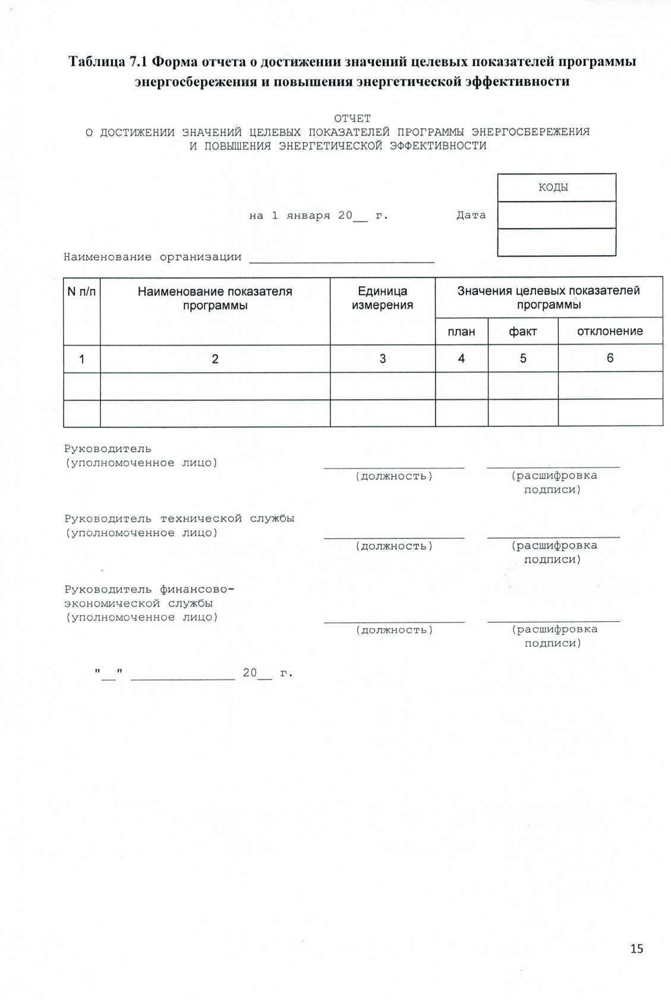 Таблица 7.1 Форма отчета о достижении значений целевых показателей программы
энергосбережения и повышения энергетической эффективности
ОТЧЕТ
О ДОСТИЖЕНИИ ЗНАЧЕНИЙ ЦЕЛЕВЫХ ПОКАЗАТЕЛЕЙ ПРОГРАММЫ ЭНЕРГОСБЕРЕЖЕНИЯ
И ПОВЫШЕНИЯ ЭНЕРГЕТИЧЕСКОЙ ЭФФЕКТИВНОСТИ
КОДЫ
на 1 января 20__ г. Дата
Наименование организации _________________________
N п/п Наименование показателя Единица Значения целевых показателей
программы измерения программы
план факт отклонение
1 2 3 4 5 6
Руководитель
(уполномоченное лицо) ___________________ __________________
(должность) (расшифровка
подписи)
Руководитель технической службы
(уполномоченное лицо) ___________________ __________________
(должность) (расшифровка
подписи)
Руководитель финансово-
экономической службы
(уполномоченное лицо) ___________________ __________________
(должность) (расшифровка
подписи)
"__" ______________ 20__ г.
15